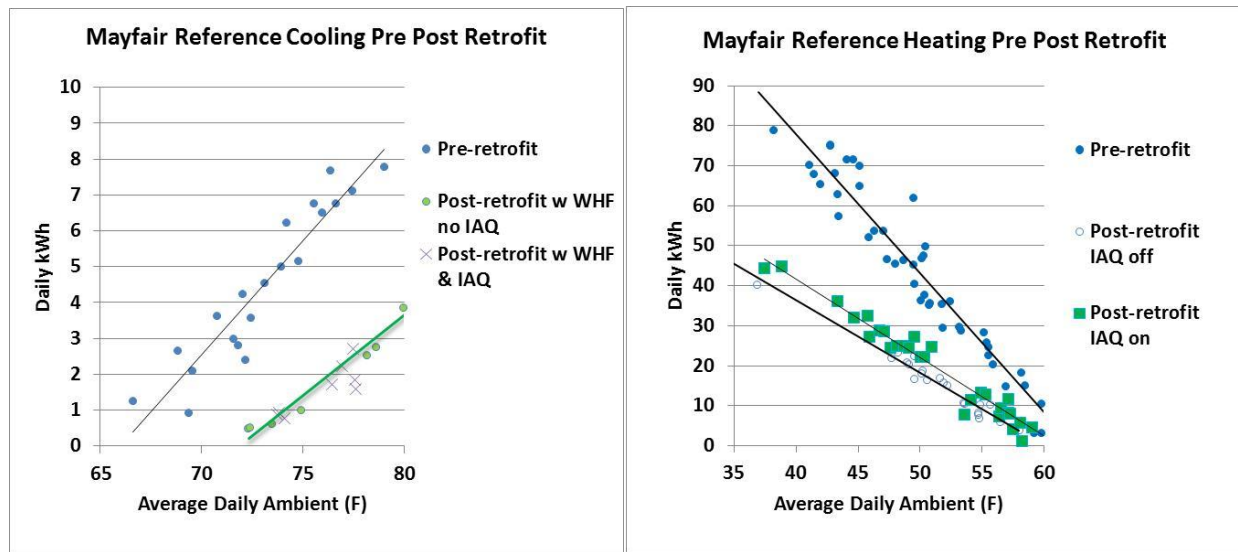 Mayfair Reference Cooling Pre Post Retrofit
10
9
8
7
6
5
4
3
2
1
0
Daily kWh
65
70
75
80
Average Daily Ambient (F)
Pre-retrofit
Post-retrofit w WHF
no IAQ
Post-retrofit w WHF
& IAQ
Mayfair Reference Heating Pre Post Retrofit
90
80
70
60
50
40
30
20
10
0
Daily kWh
35
40
45
50
55
60
Average Daily Ambient (F)
Pre-retrofit
Post-retrofit
IAQ off
Post-retrofit
IAQ on